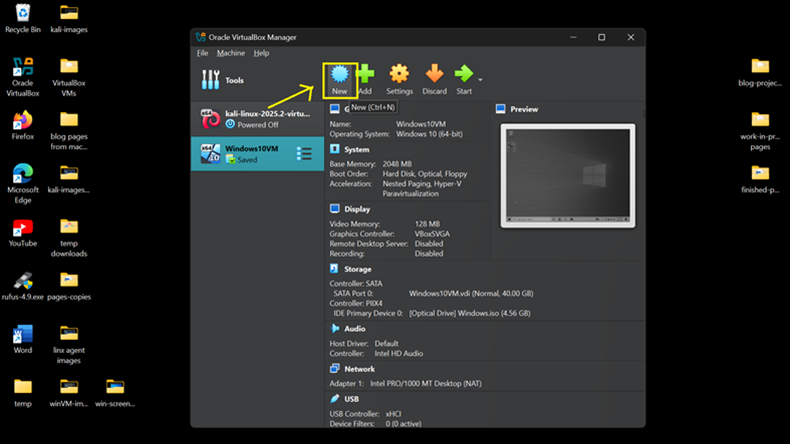 Recycle Bin
kali-images
Oracle VirtualBox
VirtualBox VMs
Firefox
blog pages from mac...
Microsoft Edge
kali-images...
YouTube
temp downloads
rufus-4.9.exe
pages-copies
Word
linx agent images
temp
winVM-im...
win-screen...
Oracle VirtualBox Manager
File Machine Help
Tools
New
Add
Settings
Discard
Start
New (Ctrl+N)
x64
kali-linux-2025.2-virtu...
Powered Off
x64
10
Windows10VM
Saved
G
Name: Windows10VM
Operating System: Windows 10 (64-bit)
System
Base Memory: 2048 MB
Boot Order: Hard Disk, Optical, Floppy
Acceleration: Nested Paging, Hyper-V
Paravirtualization
Display
Video Memory: 128 MB
Graphics Controller: VBoxSVGA
Remote Desktop Server: Disabled
Recording: Disabled
Storage
Controller: SATA
SATA Port 0: Windows10VM.vdi (Normal, 40.00 GB)
Controller: PIIX4
IDE Primary Device 0: [Optical Drive] Windows.iso (4.56 GB)
Audio
Host Driver: Default
Controller: Intel HD Audio
Network
Adapter 1: Intel PRO/1000 MT Desktop (NAT)
USB
USB Controller: xHCI
Device Filters: 0 (0 active)
Preview
blog-projec...
work-in-pr... pages
finished-p...